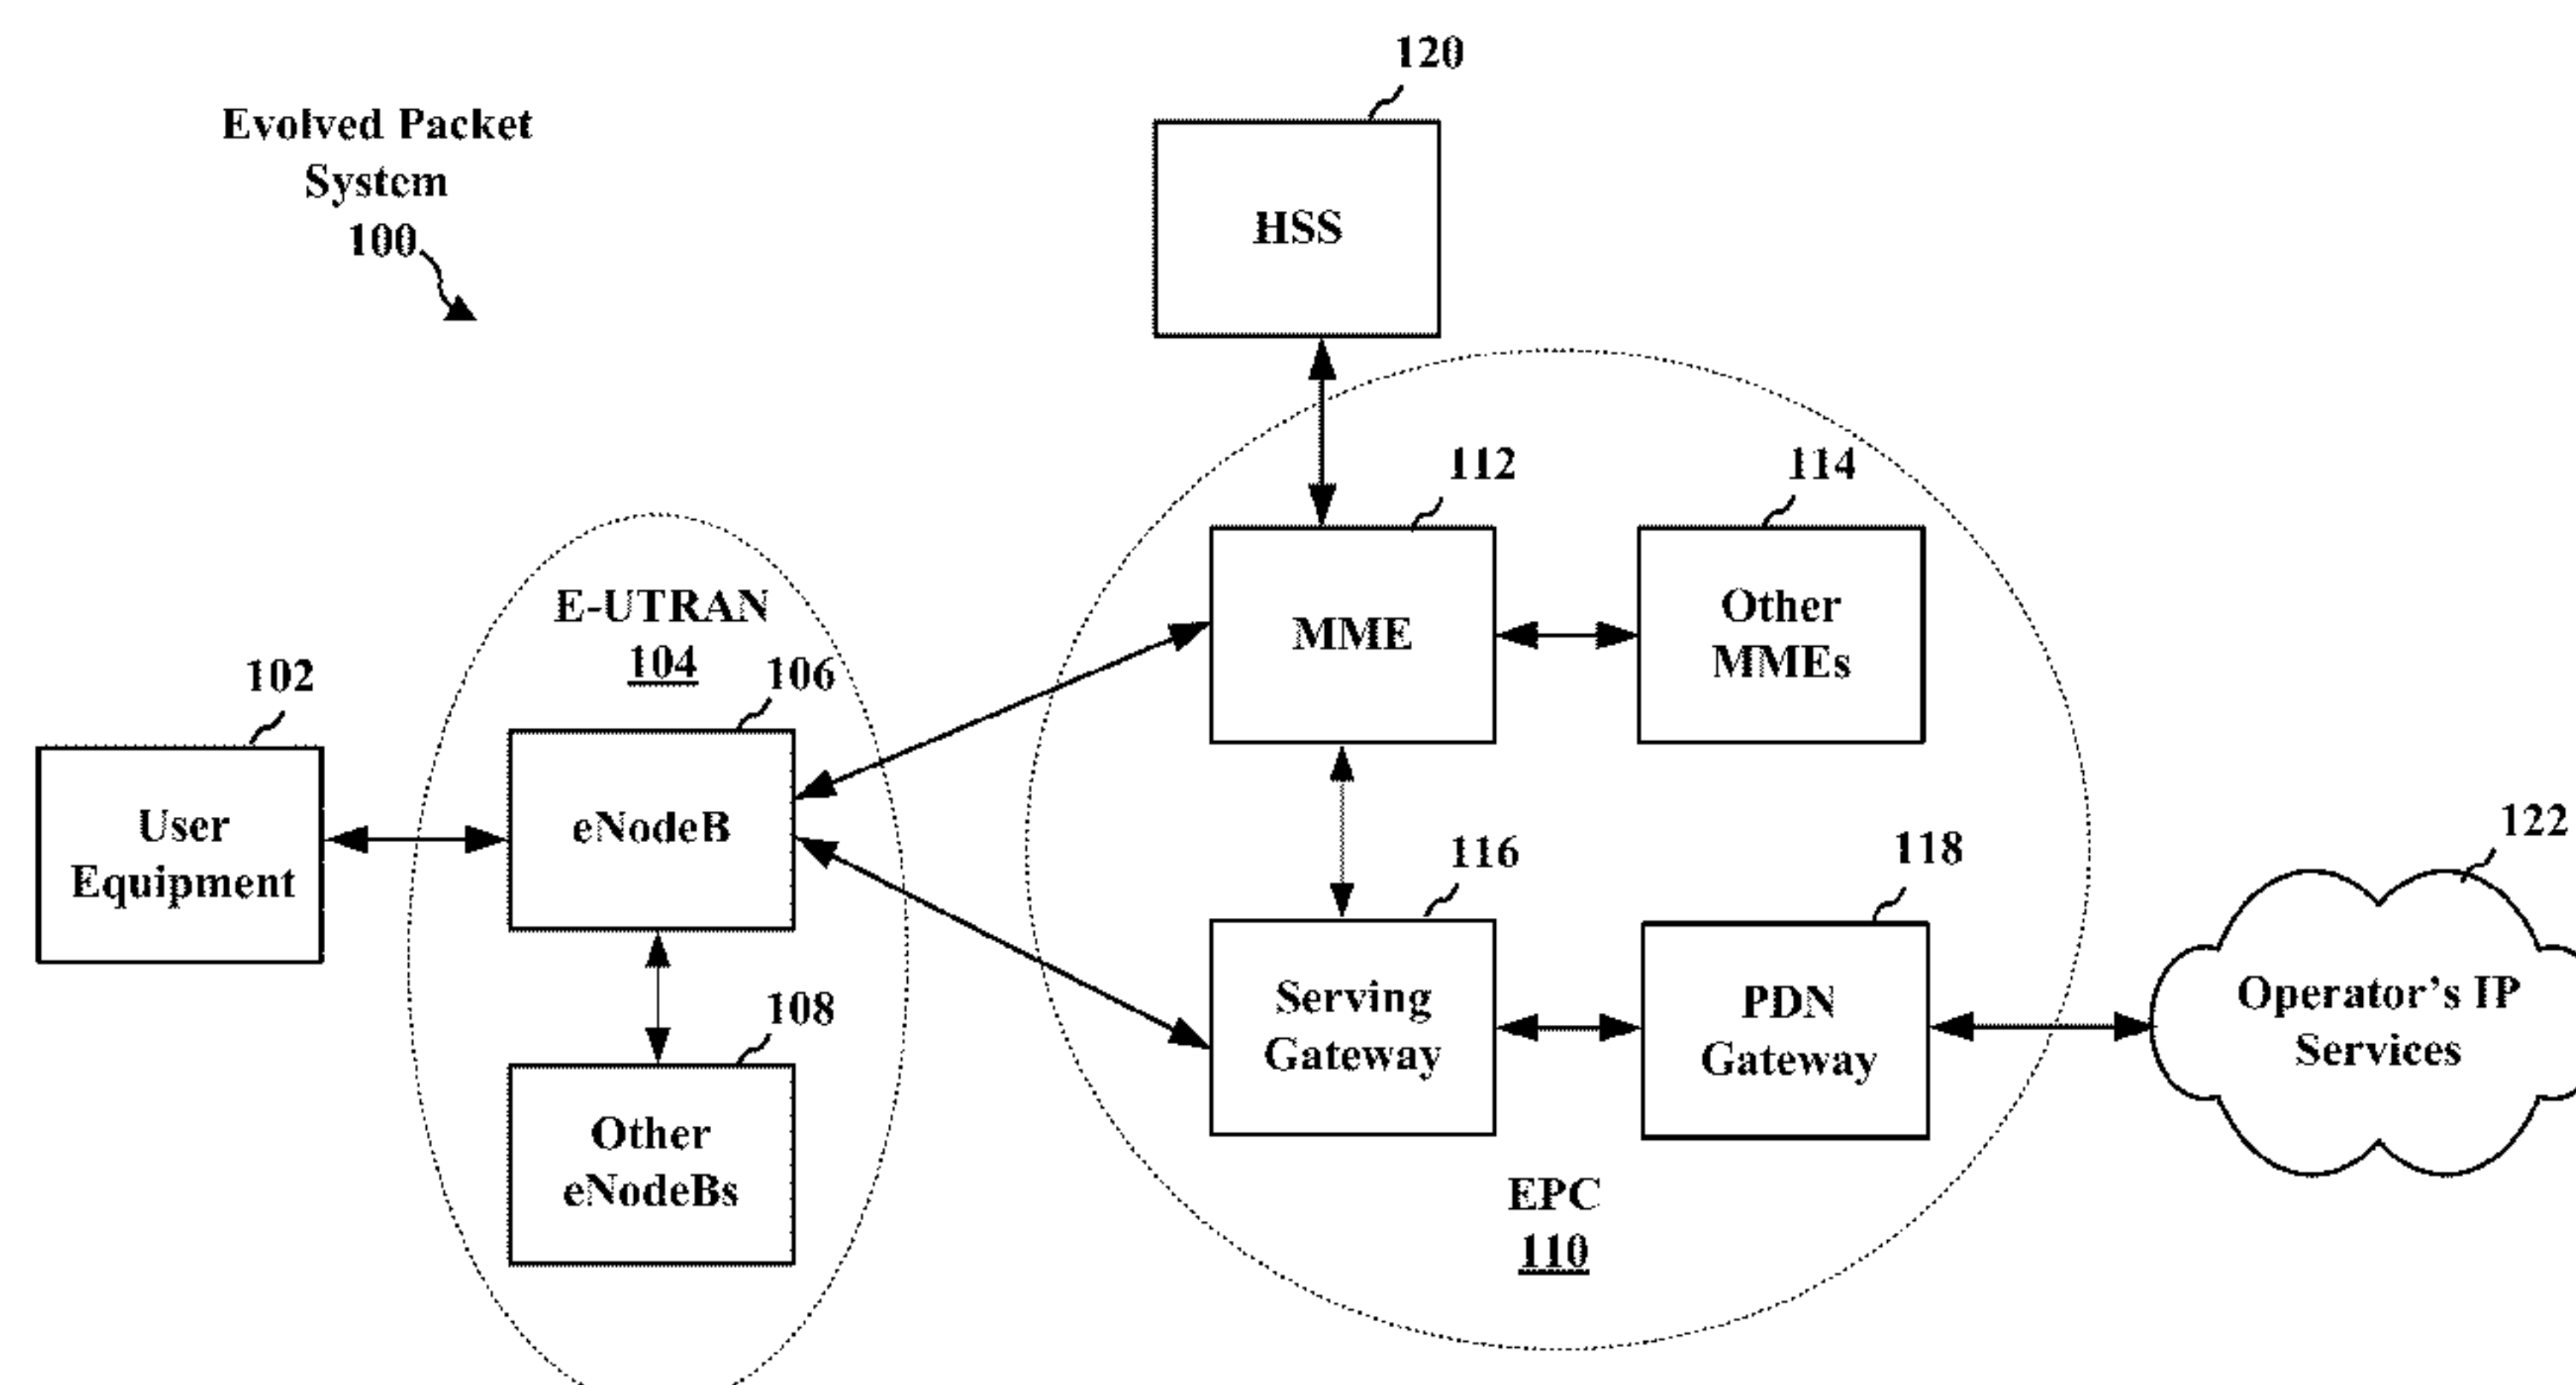 120
Evolved Packet
System
100
HSS
112
114
E-UTRAN
104
MME
Other
MMEs
102
106
User
Equipment
eNodeB
116
118
122
108
Serving
Gateway
PDN
Gateway
Operator's IP
Services
Other
eNodeBs
EPC
110